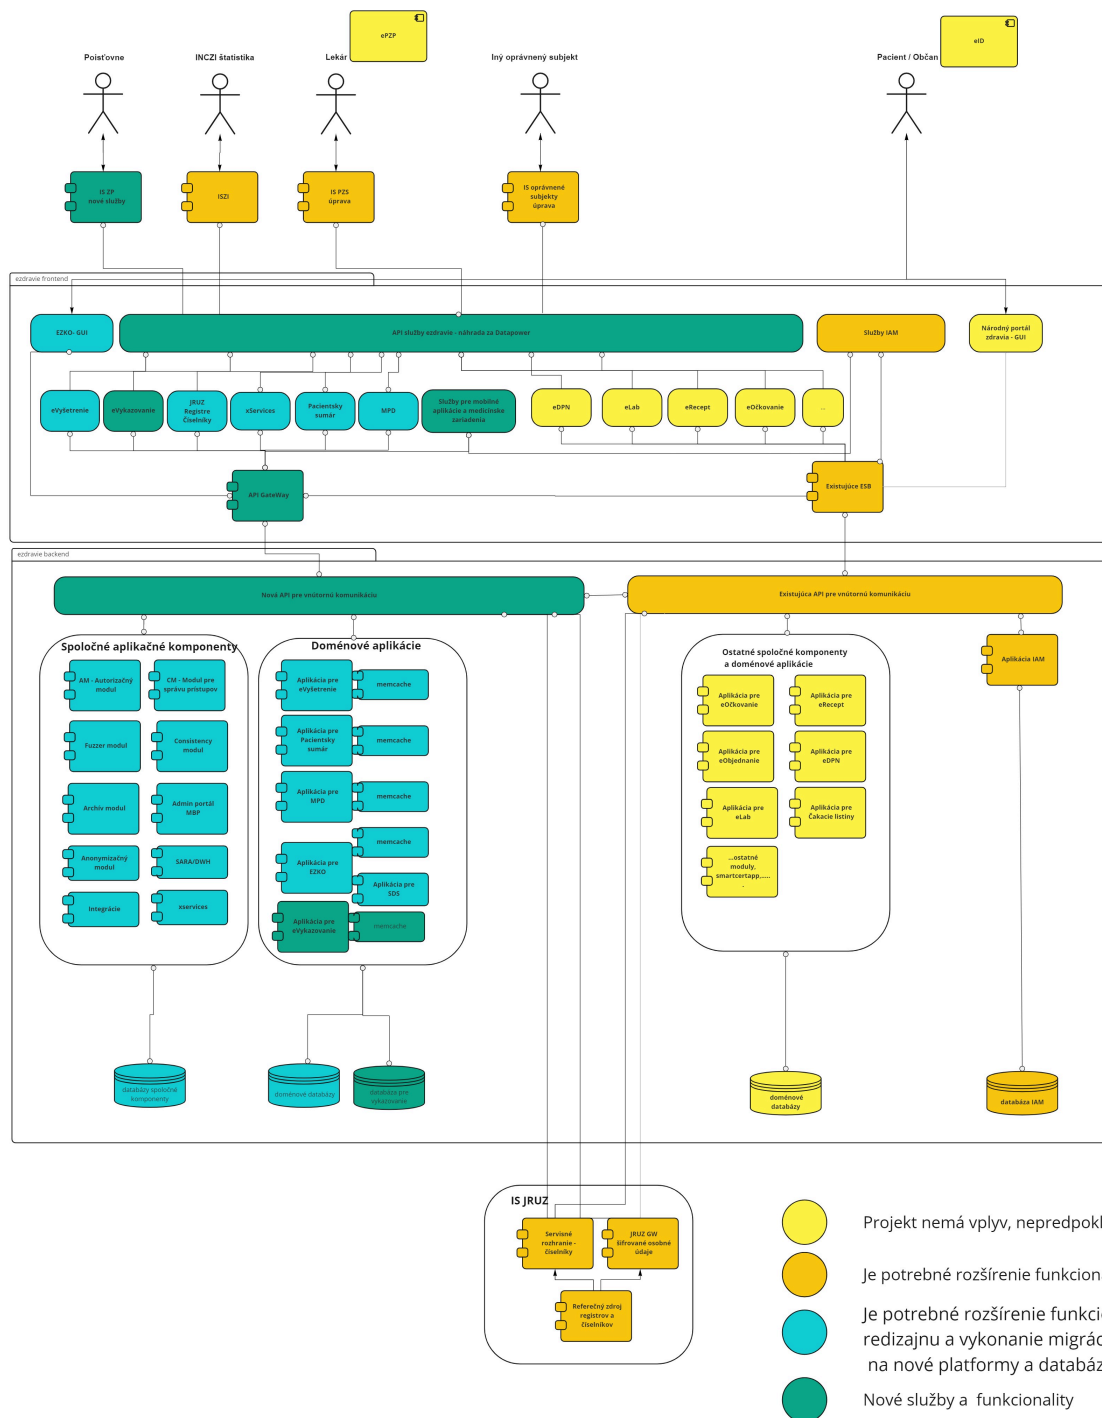 ePZP
eID
Poisťovne
INCZI štatistika
Lekár
Iný oprávnený subjekt
Pacient / Občan
IS ZP
nové služby
ISZI
IS PZS
úprava
IS oprávnené
subjekty
úprava
ezdravie frontend
EZKO- GUI
API služby ezdravie - náhrada za Datapower
Služby IAM
Národný portál
zdravia - GUI
eVyšetrenie
eVykazovanie
JRUZ
Registre
Číselníky
xServices
Pacientsky
sumár
MPD
Služby pre mobilné
aplikácie a medicínske
zariadenia
eDPN
eLab
eRecept
eOčkovanie
...
API GateWay
Existujúce ESB
ezdravie backend
Nová API pre vnútornú komunikáciu
Existujúca API pre vnútornú komunikáciu
Spoločné aplikačné komponenty
AM - Autorizačný
modul
CM - Modul pre
správu prístupov
Fuzzer modul
Consistency
modul
Archív modul
Admin portál
MBP
Anonymizačný
modul
SARA/DWH
Integrácie
xservices
Doménové aplikácie
Aplikácia pre
eVyšetrenie
memcache
Aplikácia pre
Pacientsky
sumár
memcache
Aplikácia pre
MPD
memcache
Aplikácia pre
EZKO
memcache
Aplikácia pre
SDS
Aplikácia pre
eVykazovanie
memcache
Ostatné spoločné komponenty
a doménové aplikácie
Aplikácia pre
eOčkovanie
Aplikácia pre
eRecept
Aplikácia pre
eObjednanie
Aplikácia pre
eDPN
Aplikácia pre
eLab
Aplikácia pre
Čakacie listiny
...ostatné
moduly,
smartcertapp,.....
.
Aplikácia IAM
databázy spoločné
komponenty
doménové databázy
databáza pre
vykazovanie
doménové
databázy
databáza IAM
IS JRUZ
Servisné
rozhranie -
číselníky
JRUZ GW
šifrované osobné
údaje
Referečný zdroj
registrov a
číselníkov
Projekt nemá vplyv, nepredpokl
Je potrebné rozšírenie funkciona
Je potrebné rozšírenie funkci
redizajnu a vykonanie migrác
na nové platformy a databáz
Nové služby a funkcionality